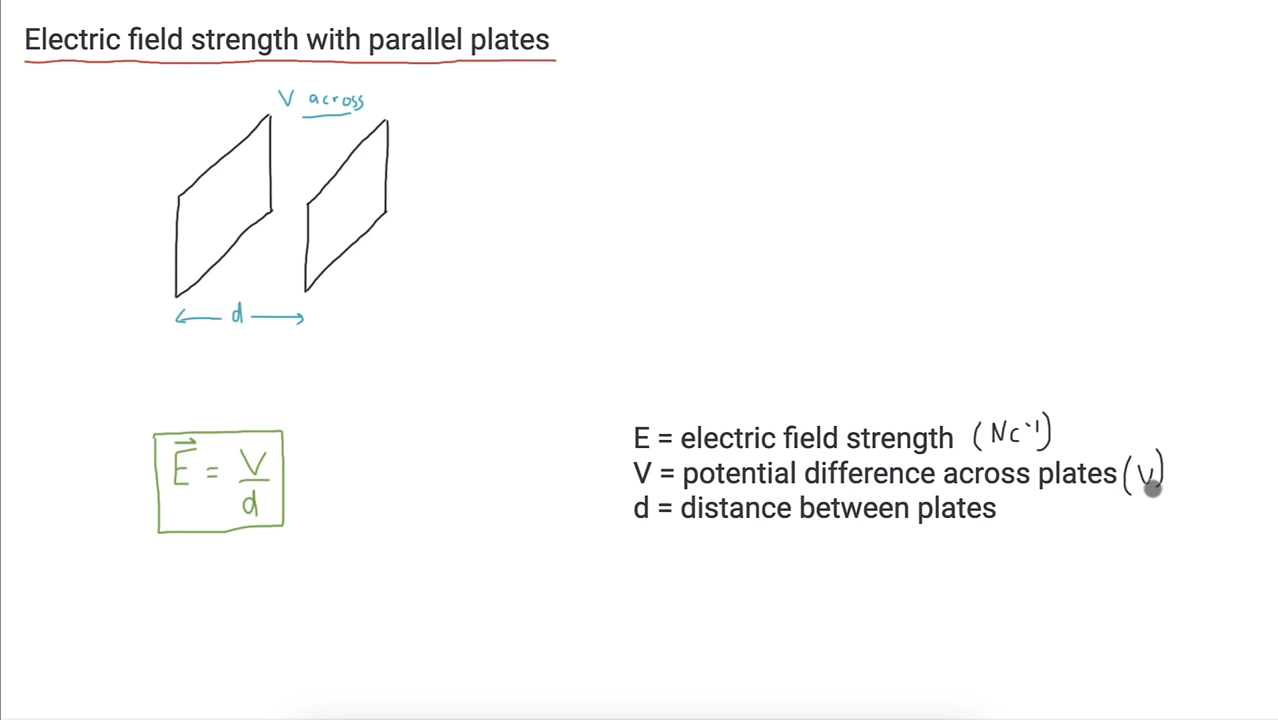 Electric field strength with parallel plates
V across
d
E = V/d
E = electric field strength (NC⁻¹)
V = potential difference across plates (V)
d = distance between plates